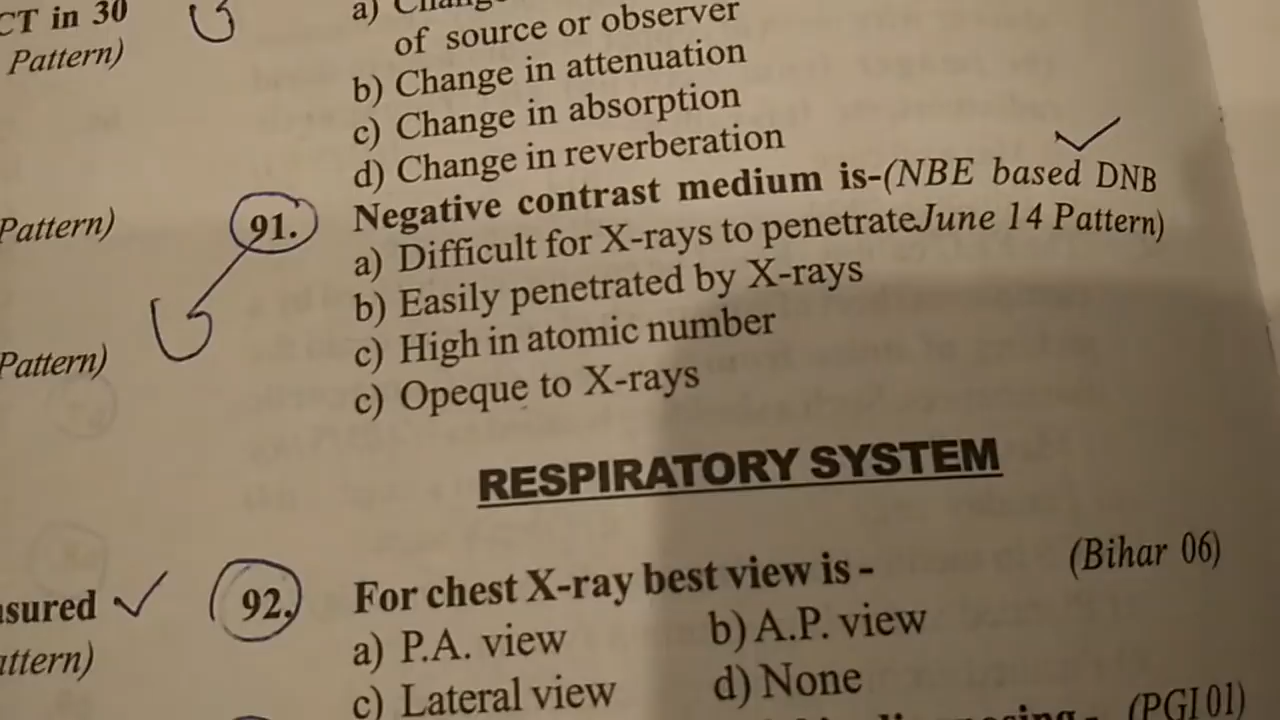 CT in 30
Pattern)
a) Change
of source or observer
b) Change in attenuation
c) Change in absorption
d) Change in reverberation
Pattern)
91. Negative contrast medium is-(NBE based DNB
a) Difficult for X-rays to penetrateJune 14 Pattern)
b) Easily penetrated by X-rays
Pattern)
c) High in atomic number
c) Opeque to X-rays
RESPIRATORY SYSTEM
sured
92. For chest X-ray best view is - (Bihar 06)
attern)
a) P.A. view b) A.P. view
c) Lateral view d) None
(PGI 01)